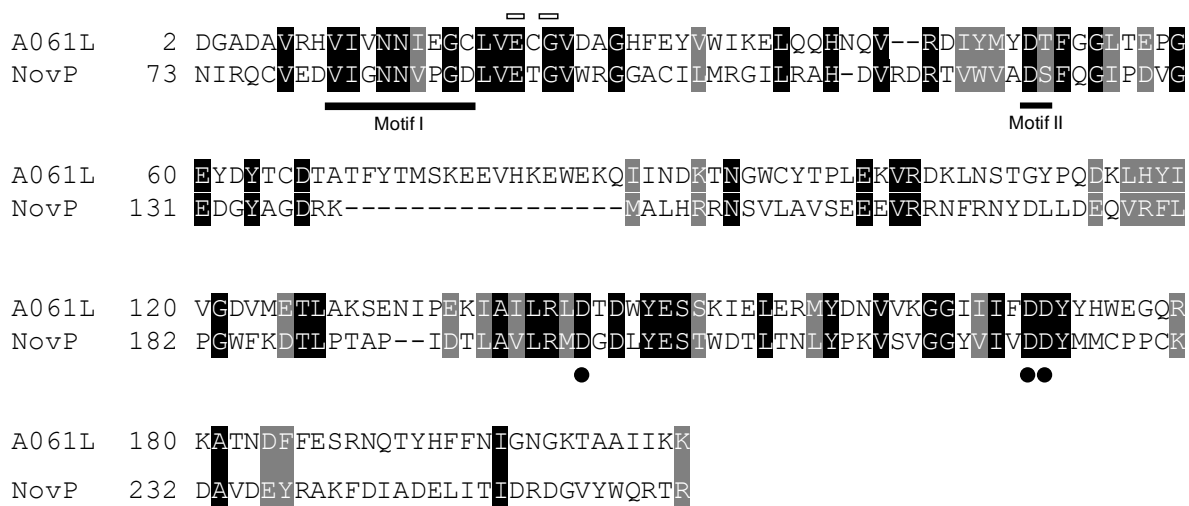 A061L 2 DGADAVRHVIVNNIEGCLVECGVDAGHFEYVWIKELQQHNQV--RDIYMYDTFGGLTEPG
NovP 73 NIRQCVEDVIGNNVPGDLVETGVWRGGACILMRGILRAH-DVRDRTVWVADSFQGIPDVG
Motif I Motif II
A061L 60 EYDYTCDTATFYTMSKEEVHKEWEKQIINDKTNGWCYTPLEKVRDKLNSTGYPQDKLHYI
NovP 131 EDGYAGDRK----------------MALHRRNSVLAVSEEEVRRNFRNYDLLDEQVRFL
A061L 120 VGDVMETLAKSENIPEKIAILRLDTDWYESSKIELERMYDNVVKGGIIIFDDYYHWEGQR
NovP 182 PGWFKDTLPTAP--IDTLAVLRMDGDLYESTWDTLTNLYPKVSVGGYVIVDDYMMCPPCK
A061L 180 KATNDFFESRNQTYHFFNIGNGKTAAIIKK
NovP 232 DAVDEYRAKFDIADELITIDRDGVYWQRTR